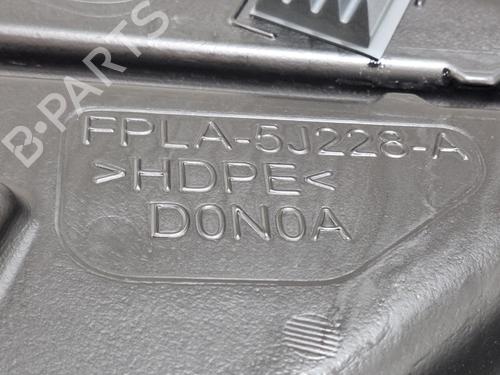 B-PARTS
FPLA-5J228-A
>HDPE<
D0N0A